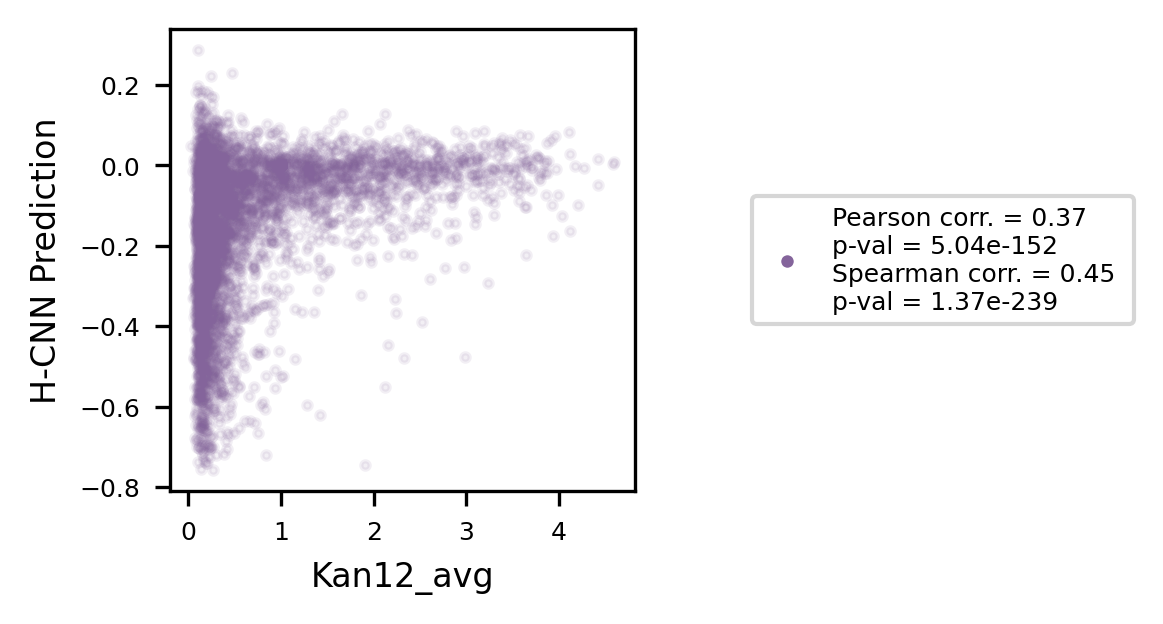 0.2
0.0
−0.2
−0.4
−0.6
−0.8
H-CNN Prediction
0 1 2 3 4
Kan12_avg
Pearson corr. = 0.37
p-val = 5.04e-152
Spearman corr. = 0.45
p-val = 1.37e-239